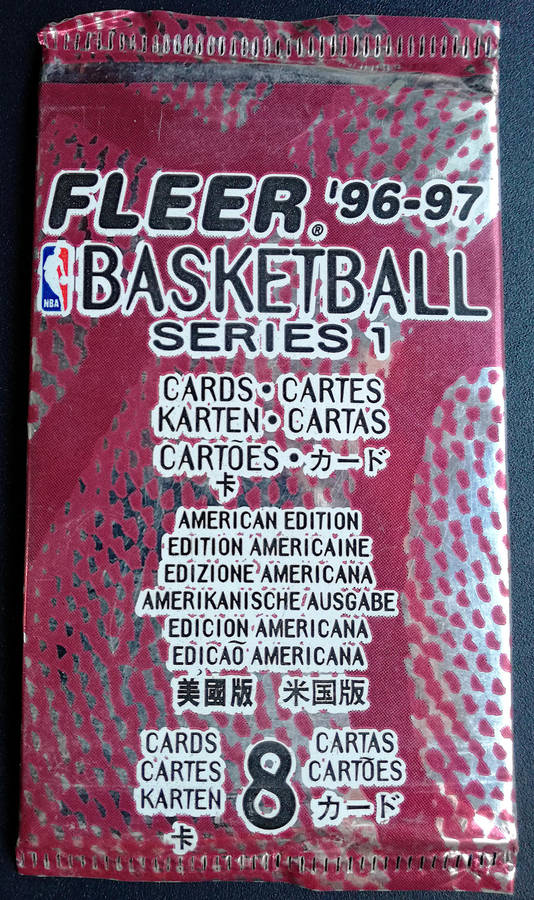 FLEER® '96-97
NBA BASKETBALL
SERIES 1
CARDS • CARTES
KARTEN • CARTAS
CARTÕES • カード
卡
AMERICAN EDITION
EDITION AMERICAINE
EDIZIONE AMERICANA
AMERIKANISCHE AUSGABE
EDICION AMERICANA
EDIÇÃO AMERICANA
美國版 米国版
CARDS 8 CARTAS
CARTES CARTÕES
KARTEN カード
卡